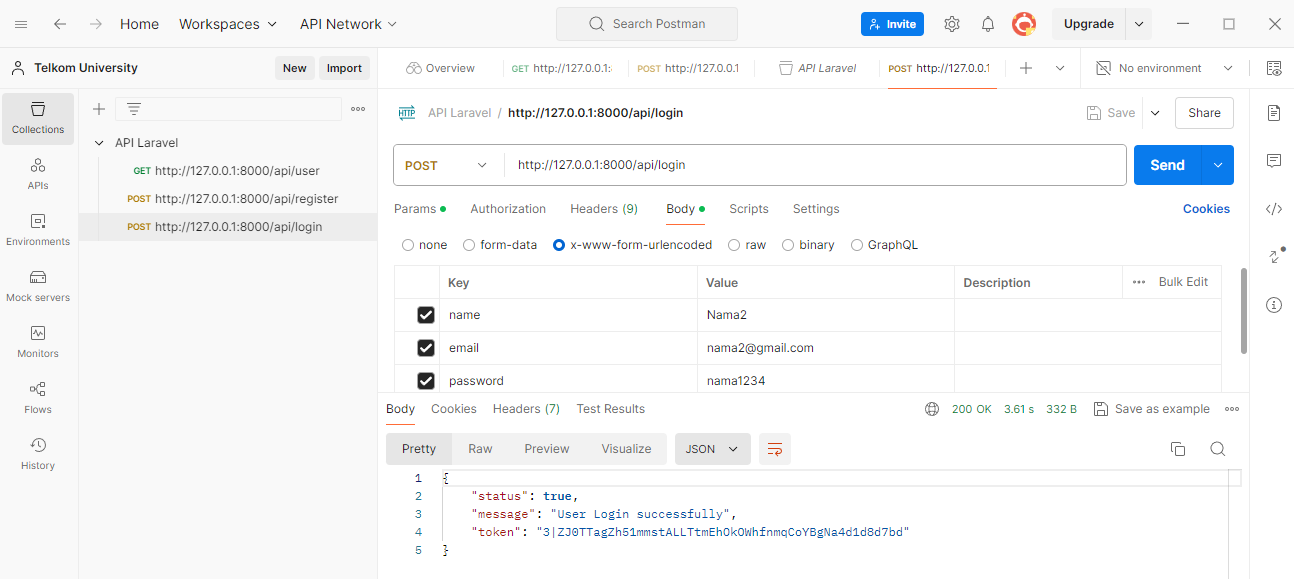 Home Workspaces API Network Search Postman Invite Upgrade
Telkom University New Import Overview GET http://127.0.0.1: POST http://127.0.0.1 API Laravel POST http://127.0.0.1 No environment
Collections
APIs
Environments
Mock servers
Monitors
Flows
History
API Laravel
GET http://127.0.0.1:8000/api/user
POST http://127.0.0.1:8000/api/register
POST http://127.0.0.1:8000/api/login
HTTP API Laravel / http://127.0.0.1:8000/api/login Save Share
POST http://127.0.0.1:8000/api/login Send
Params Authorization Headers (9) Body Scripts Settings Cookies
none form-data x-www-form-urlencoded raw binary GraphQL
Key Value Description Bulk Edit
name Nama2
email nama2@gmail.com
password nama1234
Body Cookies Headers (7) Test Results 200 OK 3.61 s 332 B Save as example
Pretty Raw Preview Visualize JSON
1 {
2 "status": true,
3 "message": "User Login successfully",
4 "token": "3|ZJ0TTagZh51mmstALLTtmEhOkOWhfnmqCoYBgNa4d1d8d7bd"
5 }